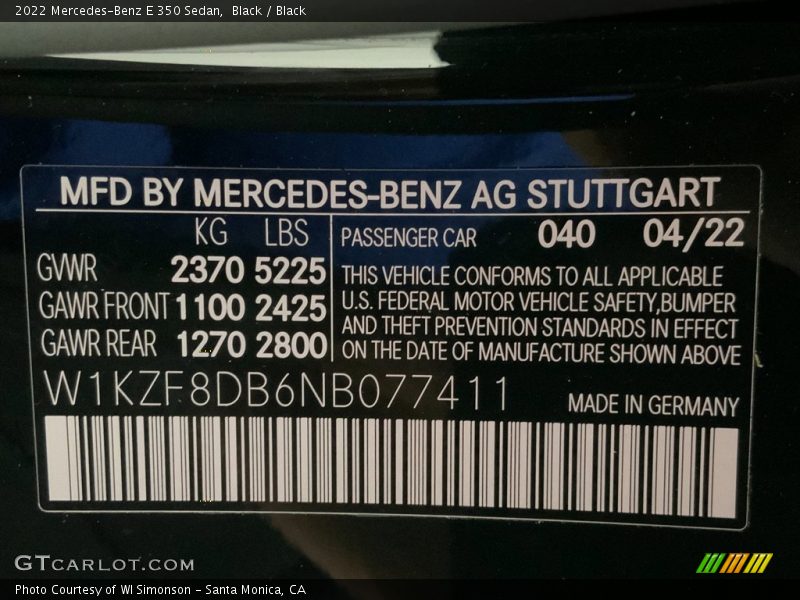 2022 Mercedes-Benz E 350 Sedan, Black / Black
MFD BY MERCEDES-BENZ AG STUTTGART
KG LBS
GVWR 2370 5225
GAWR FRONT 1100 2425
GAWR REAR 1270 2800
PASSENGER CAR 040 04/22
THIS VEHICLE CONFORMS TO ALL APPLICABLE
U.S. FEDERAL MOTOR VEHICLE SAFETY,BUMPER
AND THEFT PREVENTION STANDARDS IN EFFECT
ON THE DATE OF MANUFACTURE SHOWN ABOVE
W1KZF8DB6NB077411
MADE IN GERMANY
GTCARLOT.COM
Photo Courtesy of WI Simonson - Santa Monica, CA